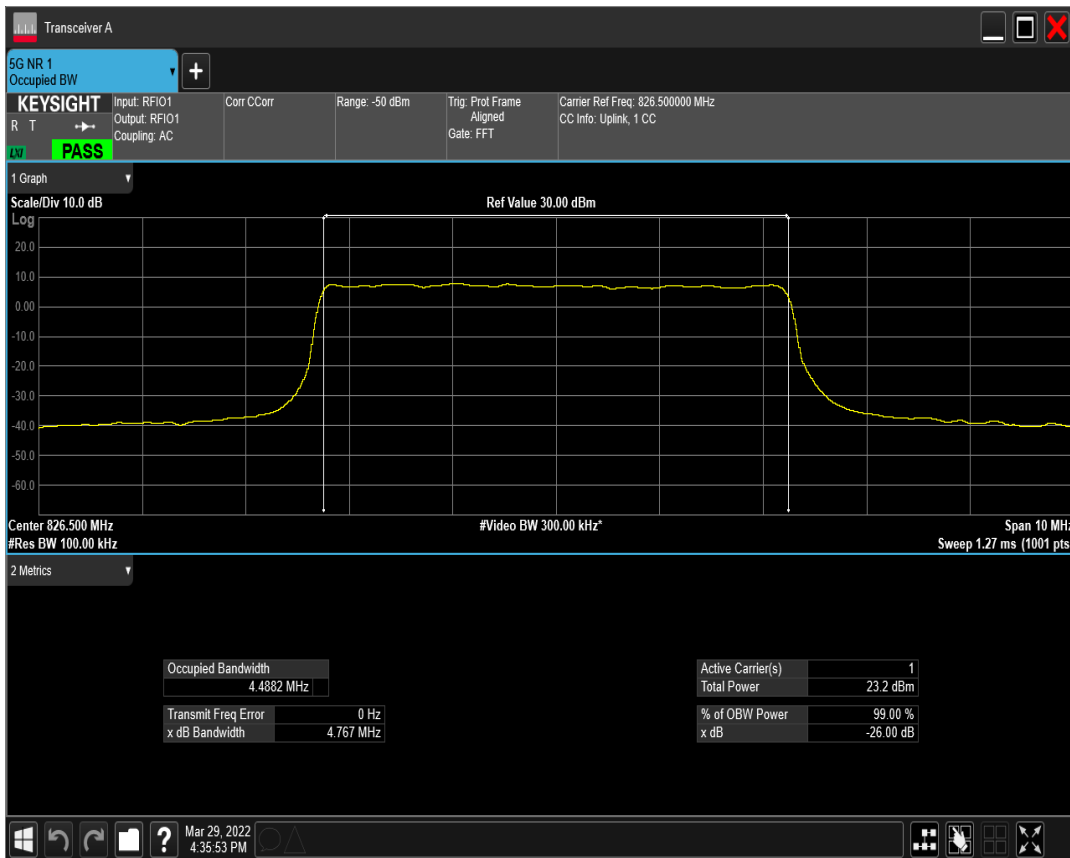 Transceiver A
5G NR 1
Occupied BW
+
KEYSIGHT
R T
LXI
PASS
Input: RFIO1
Output: RFIO1
Coupling: AC
Corr CCorr
Range: -50 dBm
Trig: Prot Frame
Aligned
Gate: FFT
Carrier Ref Freq: 826.500000 MHz
CC Info: Uplink, 1 CC
1 Graph
Scale/Div 10.0 dB
Ref Value 30.00 dBm
Log
20.0
10.0
0.00
-10.0
-20.0
-30.0
-40.0
-50.0
-60.0
Center 826.500 MHz
#Video BW 300.00 kHz*
Span 10 MHz
#Res BW 100.00 kHz
Sweep 1.27 ms (1001 pts
2 Metrics
Occupied Bandwidth
4.4882 MHz
Transmit Freq Error 0 Hz
x dB Bandwidth 4.767 MHz
Active Carrier(s) 1
Total Power 23.2 dBm
% of OBW Power 99.00 %
x dB -26.00 dB
?
Mar 29, 2022
4:35:53 PM